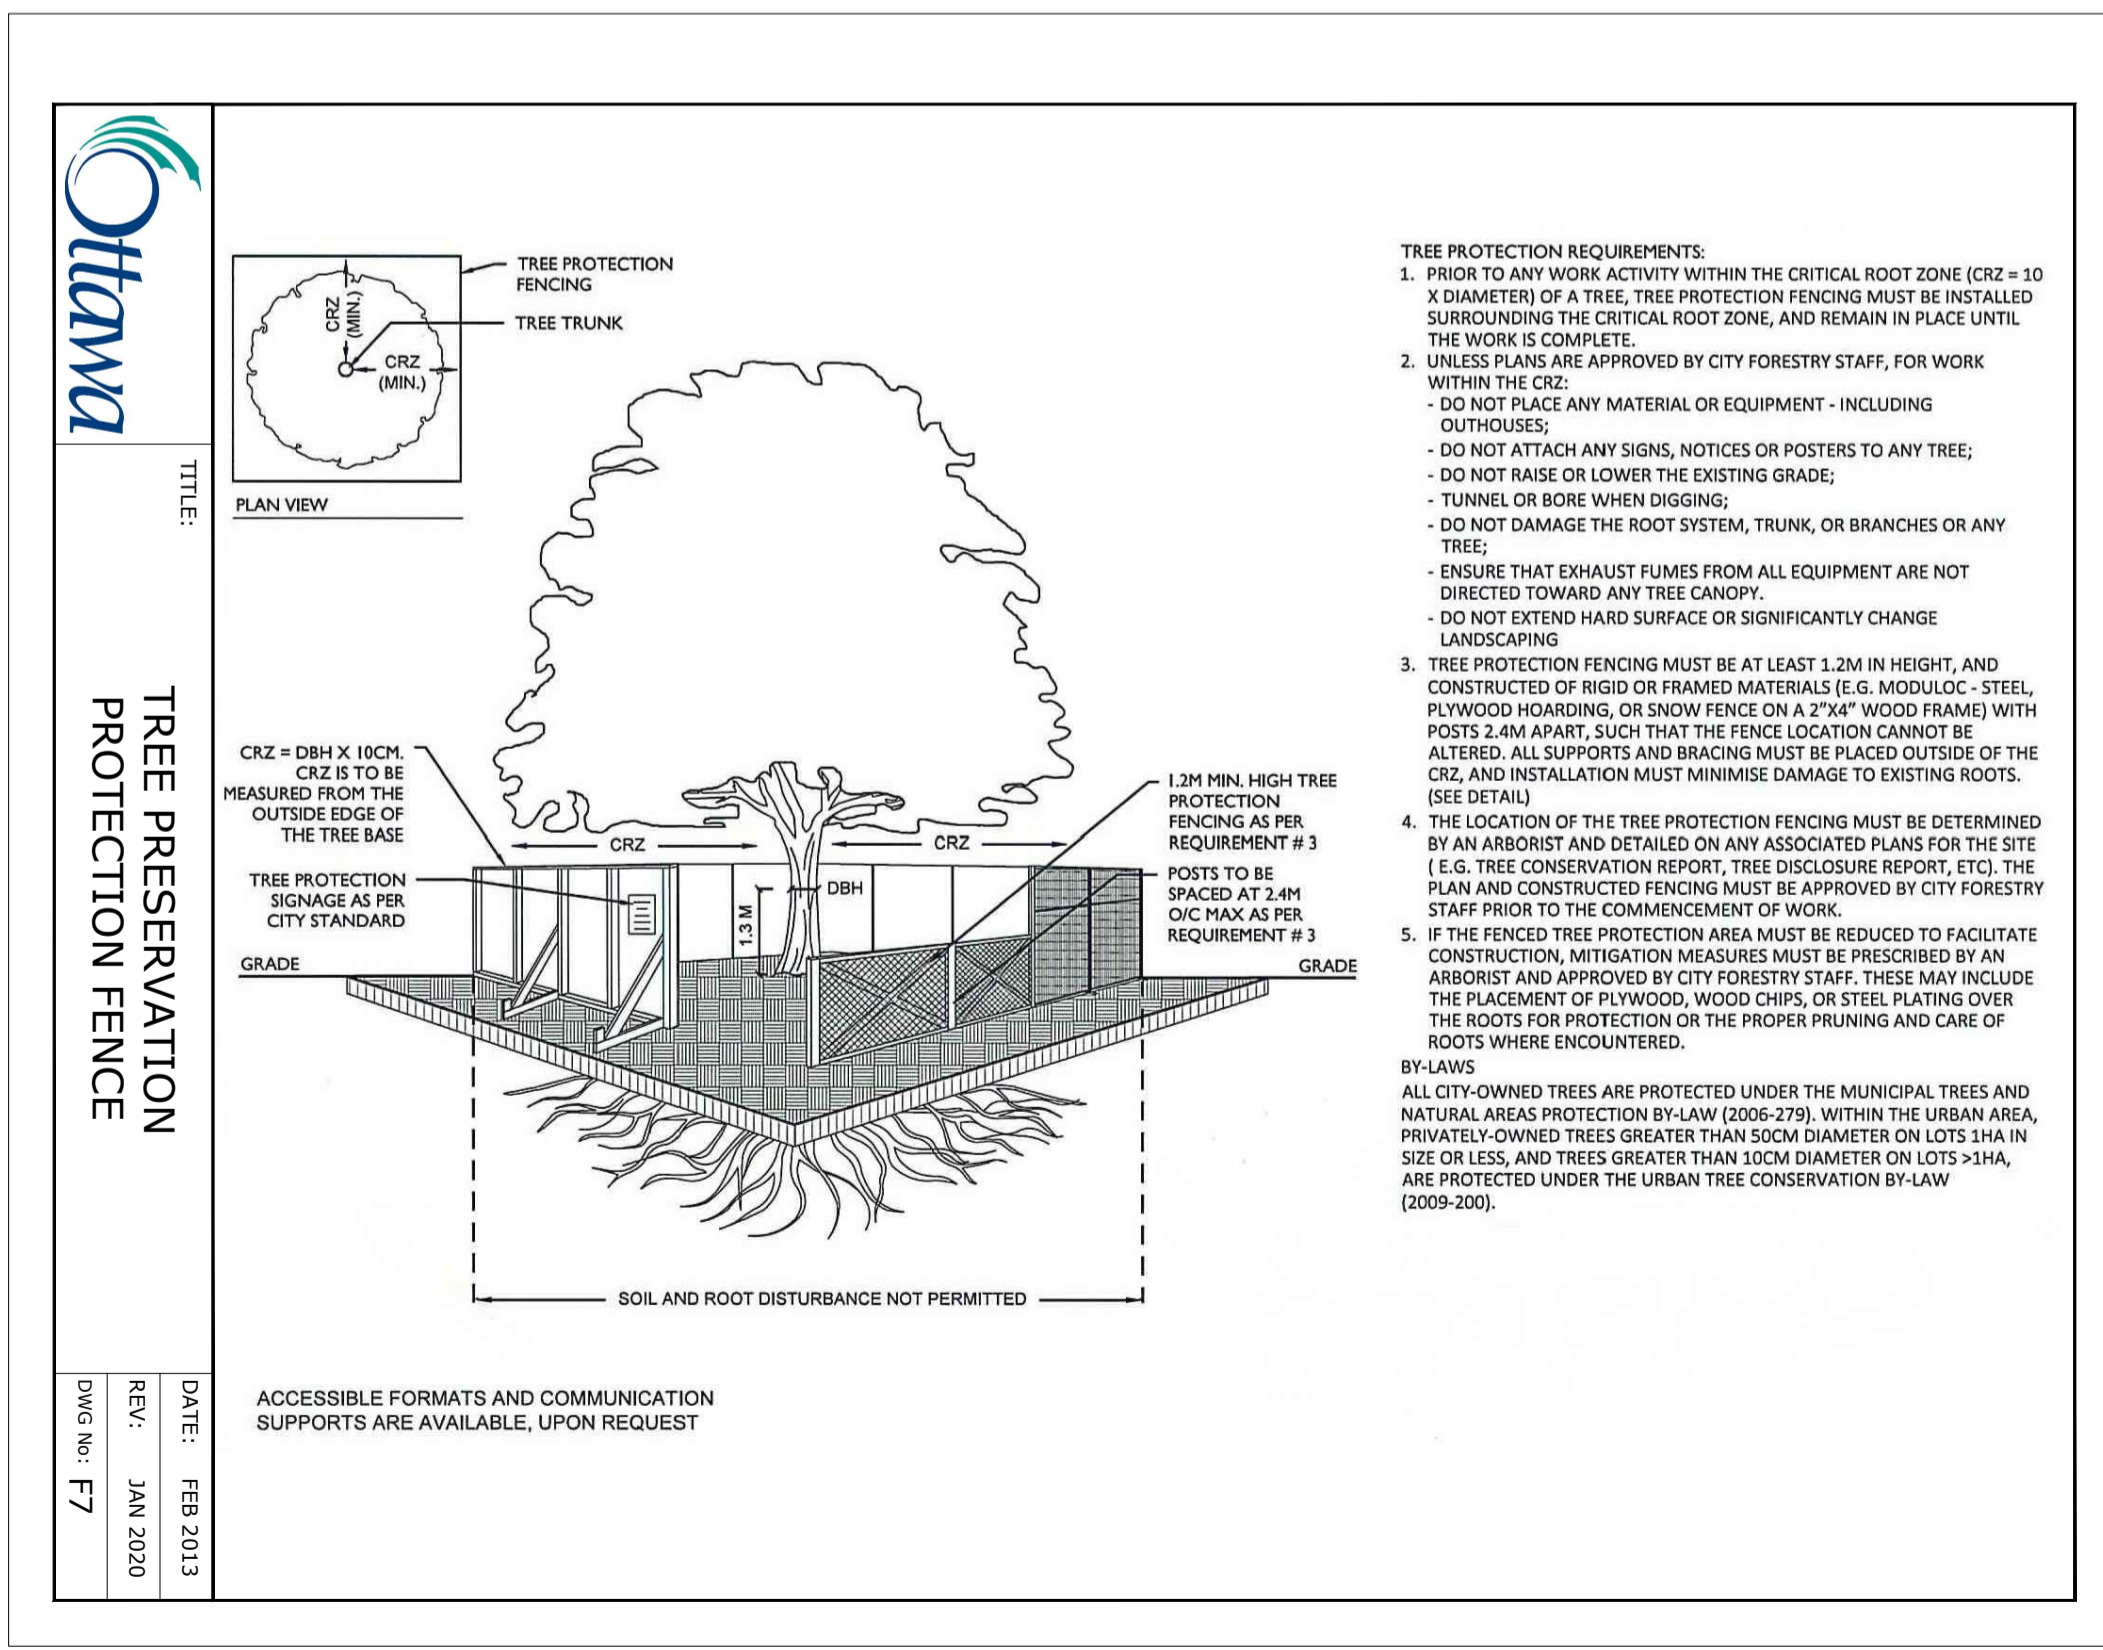 Ottawa
TITLE:
TREE PRESERVATION
PROTECTION FENCE
DATE: FEB 2013
REV: JAN 2020
DWG No: F7
TREE PROTECTION
FENCING
TREE TRUNK
CRZ
(MIN.)
CRZ
(MIN.)
PLAN VIEW
CRZ = DBH X 10CM.
CRZ IS TO BE
MEASURED FROM THE
OUTSIDE EDGE OF
THE TREE BASE
TREE PROTECTION
SIGNAGE AS PER
CITY STANDARD
GRADE
CRZ
CRZ
DBH
1.3 M
1.2M MIN. HIGH TREE
PROTECTION
FENCING AS PER
REQUIREMENT # 3
POSTS TO BE
SPACED AT 2.4M
O/C MAX AS PER
REQUIREMENT # 3
GRADE
SOIL AND ROOT DISTURBANCE NOT PERMITTED
ACCESSIBLE FORMATS AND COMMUNICATION
SUPPORTS ARE AVAILABLE, UPON REQUEST
TREE PROTECTION REQUIREMENTS:
1. PRIOR TO ANY WORK ACTIVITY WITHIN THE CRITICAL ROOT ZONE (CRZ = 10
X DIAMETER) OF A TREE, TREE PROTECTION FENCING MUST BE INSTALLED
SURROUNDING THE CRITICAL ROOT ZONE, AND REMAIN IN PLACE UNTIL
THE WORK IS COMPLETE.
2. UNLESS PLANS ARE APPROVED BY CITY FORESTRY STAFF, FOR WORK
WITHIN THE CRZ:
- DO NOT PLACE ANY MATERIAL OR EQUIPMENT - INCLUDING
OUTHOUSES;
- DO NOT ATTACH ANY SIGNS, NOTICES OR POSTERS TO ANY TREE;
- DO NOT RAISE OR LOWER THE EXISTING GRADE;
- TUNNEL OR BORE WHEN DIGGING;
- DO NOT DAMAGE THE ROOT SYSTEM, TRUNK, OR BRANCHES OR ANY
TREE;
- ENSURE THAT EXHAUST FUMES FROM ALL EQUIPMENT ARE NOT
DIRECTED TOWARD ANY TREE CANOPY.
- DO NOT EXTEND HARD SURFACE OR SIGNIFICANTLY CHANGE
LANDSCAPING
3. TREE PROTECTION FENCING MUST BE AT LEAST 1.2M IN HEIGHT, AND
CONSTRUCTED OF RIGID OR FRAMED MATERIALS (E.G. MODULOC - STEEL,
PLYWOOD HOARDING, OR SNOW FENCE ON A 2"X4" WOOD FRAME) WITH
POSTS 2.4M APART, SUCH THAT THE FENCE LOCATION CANNOT BE
ALTERED. ALL SUPPORTS AND BRACING MUST BE PLACED OUTSIDE OF THE
CRZ, AND INSTALLATION MUST MINIMISE DAMAGE TO EXISTING ROOTS.
(SEE DETAIL)
4. THE LOCATION OF THE TREE PROTECTION FENCING MUST BE DETERMINED
BY AN ARBORIST AND DETAILED ON ANY ASSOCIATED PLANS FOR THE SITE
( E.G. TREE CONSERVATION REPORT, TREE DISCLOSURE REPORT, ETC). THE
PLAN AND CONSTRUCTED FENCING MUST BE APPROVED BY CITY FORESTRY
STAFF PRIOR TO THE COMMENCEMENT OF WORK.
5. IF THE FENCED TREE PROTECTION AREA MUST BE REDUCED TO FACILITATE
CONSTRUCTION, MITIGATION MEASURES MUST BE PRESCRIBED BY AN
ARBORIST AND APPROVED BY CITY FORESTRY STAFF. THESE MAY INCLUDE
THE PLACEMENT OF PLYWOOD, WOOD CHIPS, OR STEEL PLATING OVER
THE ROOTS FOR PROTECTION OR THE PROPER PRUNING AND CARE OF
ROOTS WHERE ENCOUNTERED.
BY-LAWS
ALL CITY-OWNED TREES ARE PROTECTED UNDER THE MUNICIPAL TREES AND
NATURAL AREAS PROTECTION BY-LAW (2006-279). WITHIN THE URBAN AREA,
PRIVATELY-OWNED TREES GREATER THAN 50CM DIAMETER ON LOTS 1HA IN
SIZE OR LESS, AND TREES GREATER THAN 10CM DIAMETER ON LOTS >1HA,
ARE PROTECTED UNDER THE URBAN TREE CONSERVATION BY-LAW
(2009-200).